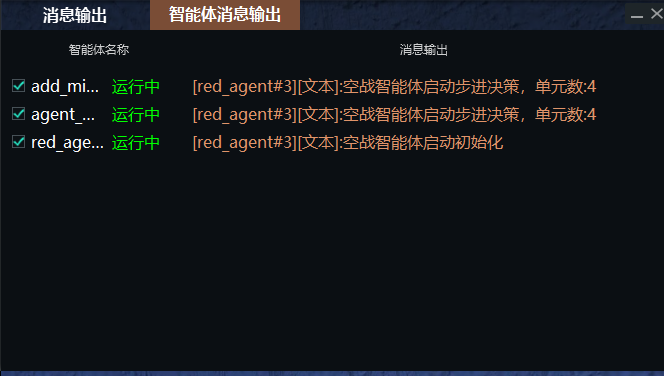 消息输出 智能体消息输出
智能体名称 消息输出
add_mi... 运行中 [red_agent#3][文本]:空战智能体启动步进决策，单元数:4
agent_... 运行中 [red_agent#3][文本]:空战智能体启动步进决策，单元数:4
red_age... 运行中 [red_agent#3][文本]:空战智能体启动初始化